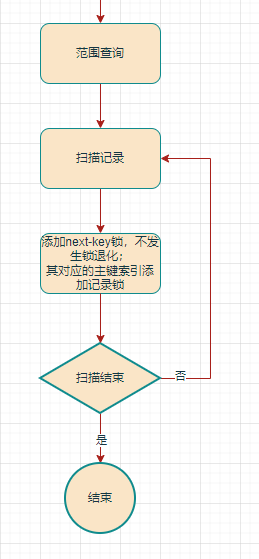 范围查询
扫描记录
添加next-key锁，不发
生锁退化；
其对应的主键索引添
加记录锁
扫描结束
否
是
结束